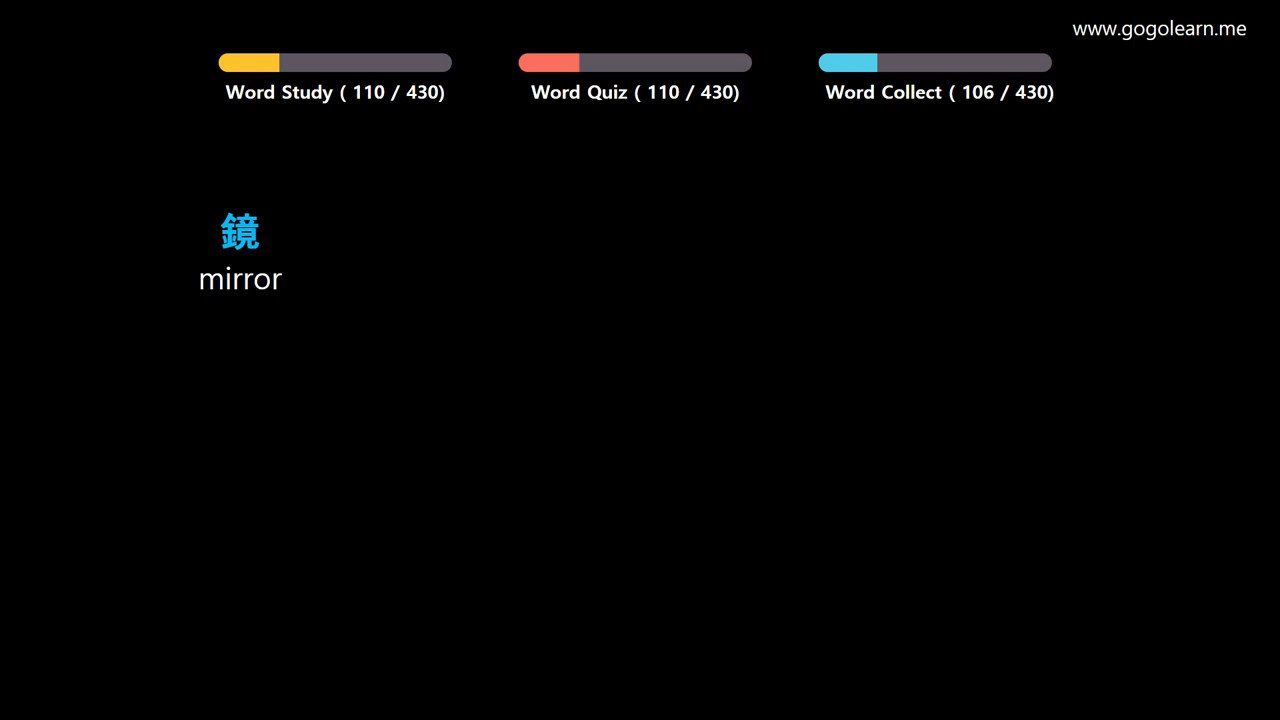 www.gogolearn.me
Word Study ( 110 / 430)
Word Quiz ( 110 / 430)
Word Collect ( 106 / 430)
鏡
mirror